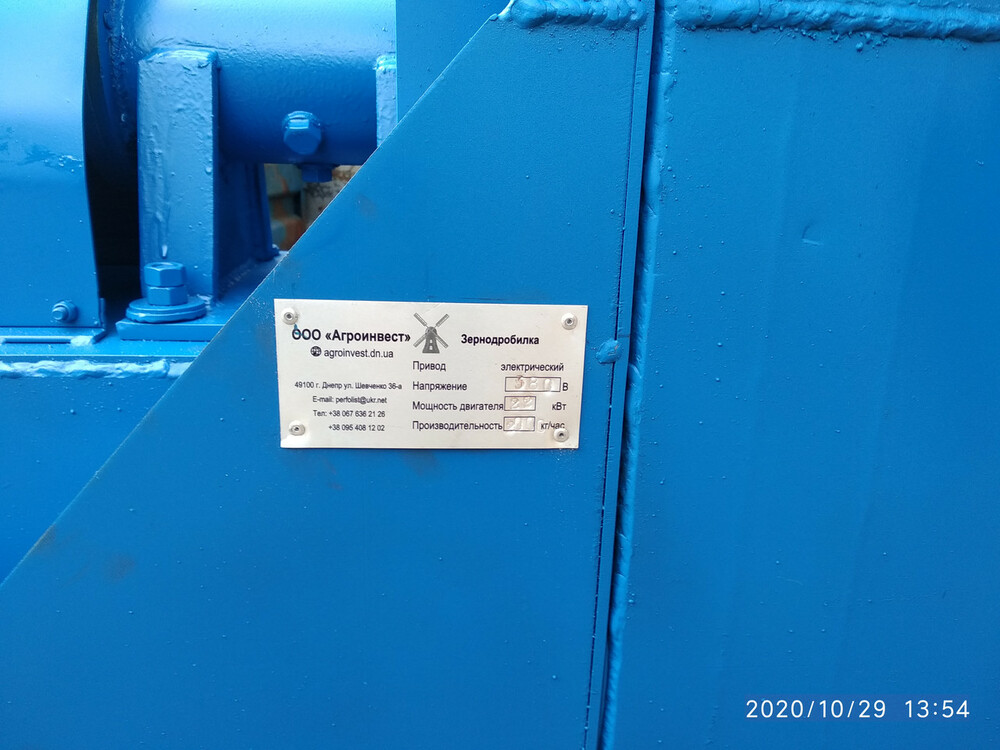 ООО «Агроинвест»
agroinvest.dn.ua
49100 г. Днепр ул. Шевченко 36-а
E-mail: perfolist@ukr.net
Тел: +38 067 636 21 26
+38 095 408 12 02
Зернодробилка
Привод электрический
Напряжение 380 В
Мощность двигателя 22 кВт
Производительность кг/час
2020/10/29 13:54